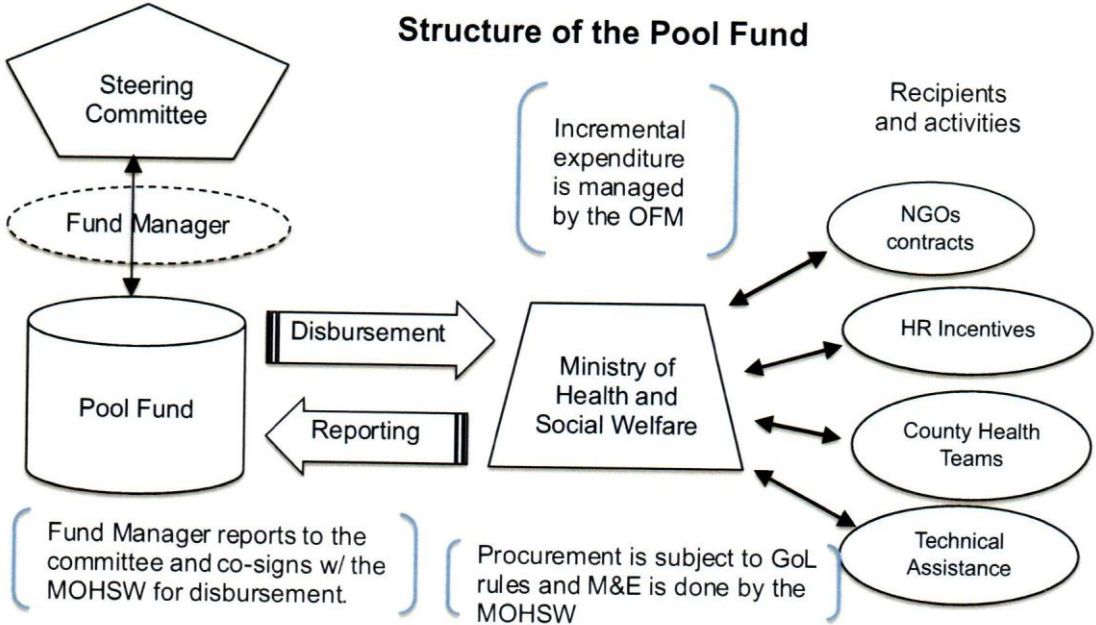 Structure of the Pool Fund
Steering
Committee
Fund Manager
Pool Fund
Disbursement
Reporting
Incremental
expenditure
is managed
by the OFM
Ministry of
Health and
Social Welfare
Recipients
and activities
NGOs
contracts
HR Incentives
County Health
Teams
Technical
Assistance
Fund Manager reports to the
committee and co-signs w/ the
MOHSW for disbursement.
Procurement is subject to GoL
rules and M&E is done by the
MOHSW